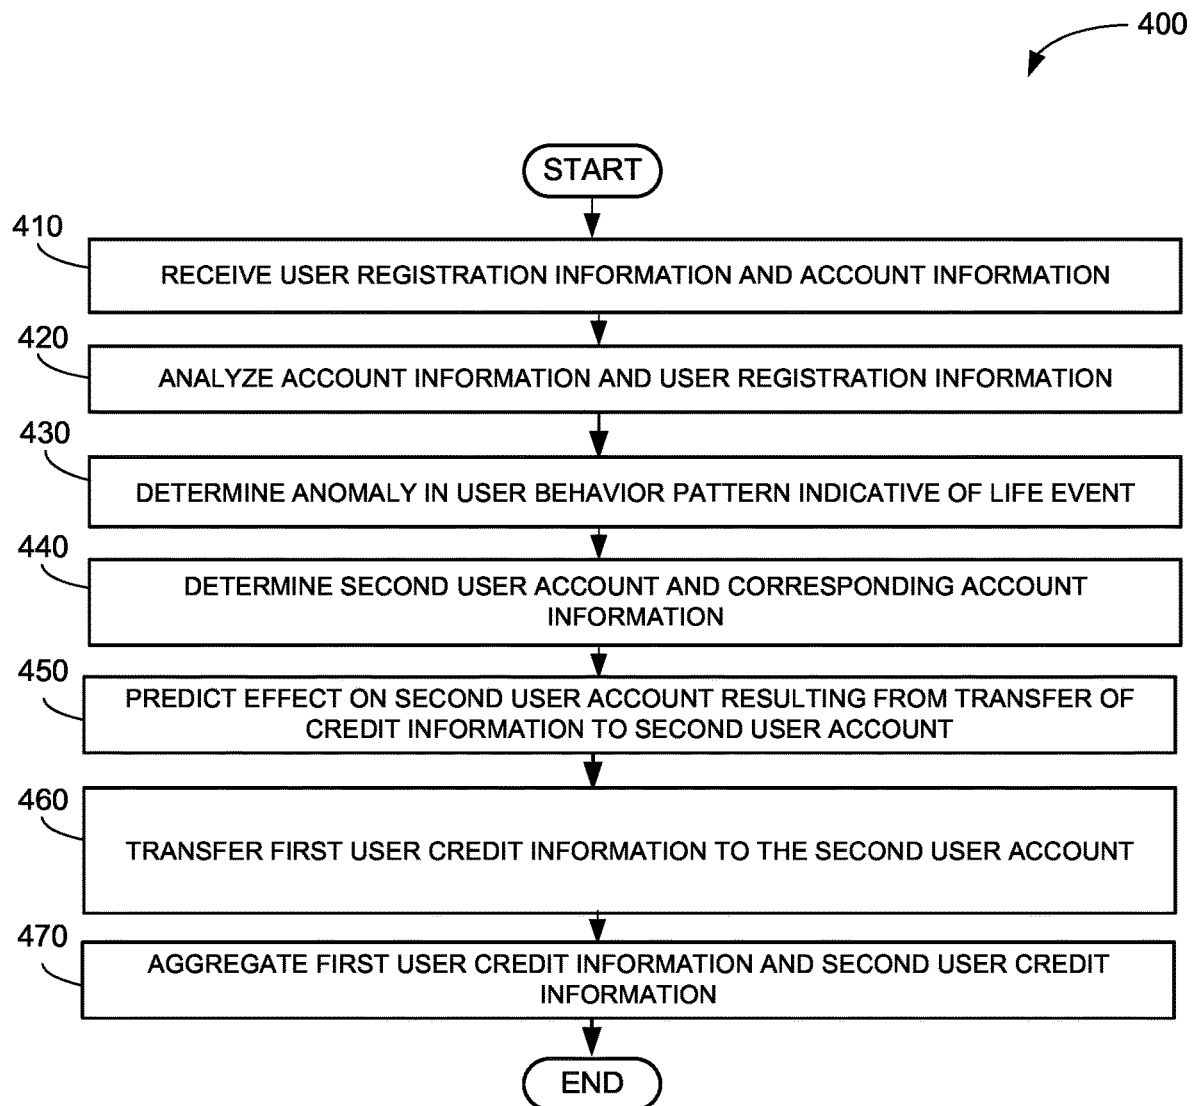 400
START
410
RECEIVE USER REGISTRATION INFORMATION AND ACCOUNT INFORMATION
420
ANALYZE ACCOUNT INFORMATION AND USER REGISTRATION INFORMATION
430
DETERMINE ANOMALY IN USER BEHAVIOR PATTERN INDICATIVE OF LIFE EVENT
440
DETERMINE SECOND USER ACCOUNT AND CORRESPONDING ACCOUNT
INFORMATION
450
PREDICT EFFECT ON SECOND USER ACCOUNT RESULTING FROM TRANSFER OF
CREDIT INFORMATION TO SECOND USER ACCOUNT
460
TRANSFER FIRST USER CREDIT INFORMATION TO THE SECOND USER ACCOUNT
470
AGGREGATE FIRST USER CREDIT INFORMATION AND SECOND USER CREDIT
INFORMATION
END